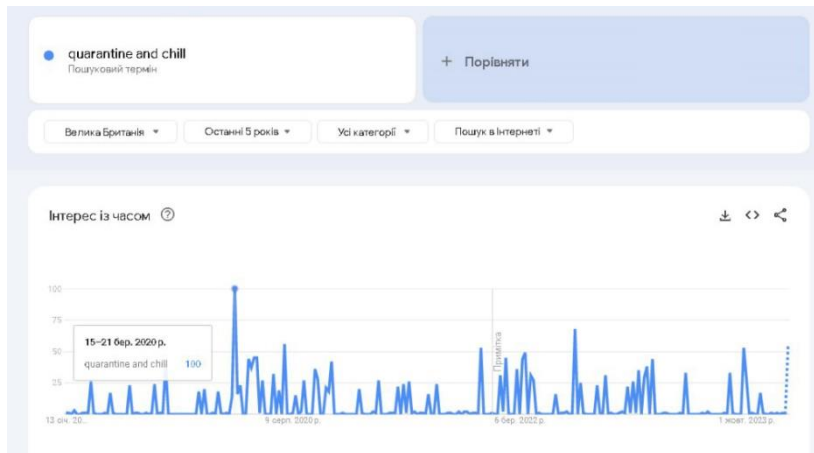 quarantine and chill
Пошуковий термін
+ Порівняти
Велика Британія
Останні 5 років
Усі категорії
Пошук в Інтернеті
Інтерес із часом
100
75
50
25
15–21 бер. 2020 р.
quarantine and chill 100
Примітка
13 січ. 20...
9 серп. 2020 р.
6 бер. 2022 р.
1 жовт. 2023 р.